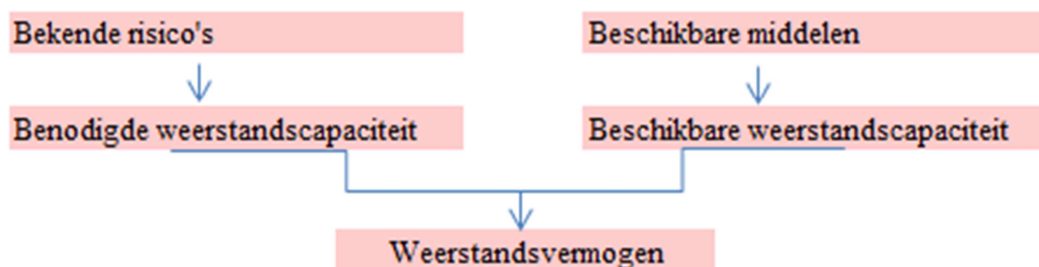 Bekende risico's
Beschikbare middelen
Benodigde weerstandscapaciteit
Beschikbare weerstandscapaciteit
Weerstandsvermogen